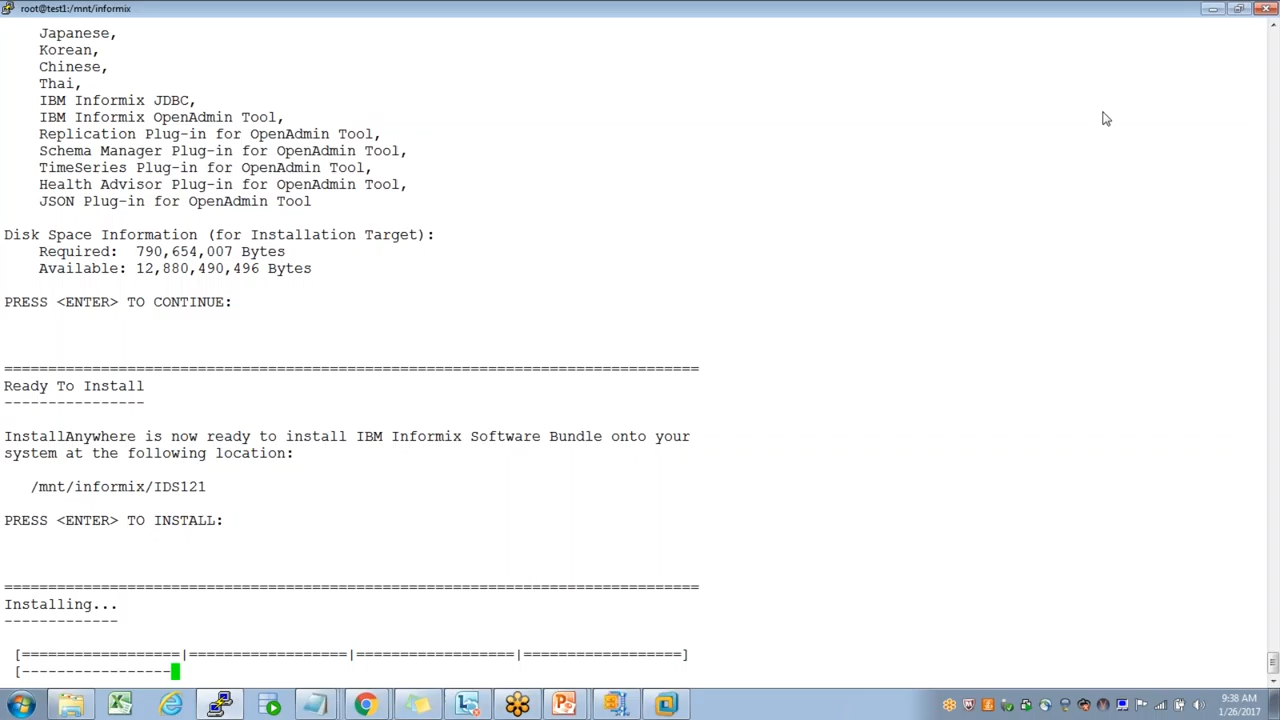 root@test1:/mnt/informix
Japanese,
Korean,
Chinese,
Thai,
IBM Informix JDBC,
IBM Informix OpenAdmin Tool,
Replication Plug-in for OpenAdmin Tool,
Schema Manager Plug-in for OpenAdmin Tool,
TimeSeries Plug-in for OpenAdmin Tool,
Health Advisor Plug-in for OpenAdmin Tool,
JSON Plug-in for OpenAdmin Tool
Disk Space Information (for Installation Target):
Required:  790,654,007 Bytes
Available: 12,880,490,496 Bytes
PRESS <ENTER> TO CONTINUE:
===============================================================================
Ready To Install
----------------
InstallAnywhere is now ready to install IBM Informix Software Bundle onto your
system at the following location:
/mnt/informix/IDS121
PRESS <ENTER> TO INSTALL:
===============================================================================
Installing...
-------------
[==================|==================|==================|==================]
[-----------------
9:38 AM
1/26/2017